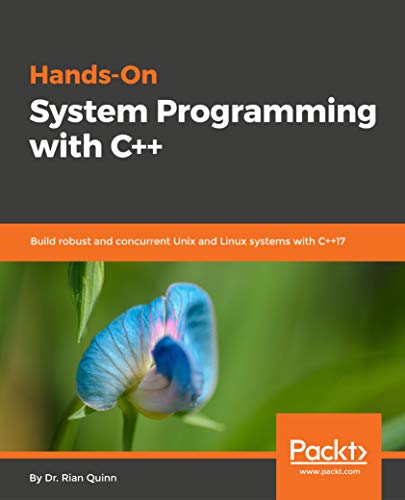 Hands-On
System Programming
with C++
Build robust and concurrent Unix and Linux systems with C++17
Packt>
www.packt.com
By Dr. Rian Quinn